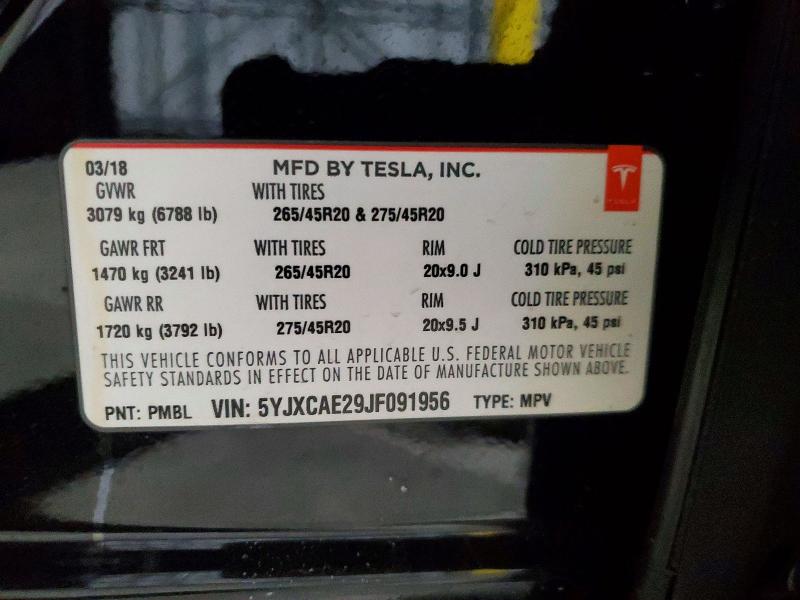 03/18 MFD BY TESLA, INC.
TESLA
GVWR WITH TIRES
3079 kg (6788 lb) 265/45R20 & 275/45R20
GAWR FRT WITH TIRES RIM COLD TIRE PRESSURE
1470 kg (3241 lb) 265/45R20 20x9.0 J 310 kPa, 45 psi
GAWR RR WITH TIRES RIM COLD TIRE PRESSURE
1720 kg (3792 lb) 275/45R20 20x9.5 J 310 kPa, 45 psi
THIS VEHICLE CONFORMS TO ALL APPLICABLE U.S. FEDERAL MOTOR VEHICLE
SAFETY STANDARDS IN EFFECT ON THE DATE OF MANUFACTURE SHOWN ABOVE.
PNT: PMBL VIN: 5YJXCAE29JF091956 TYPE: MPV